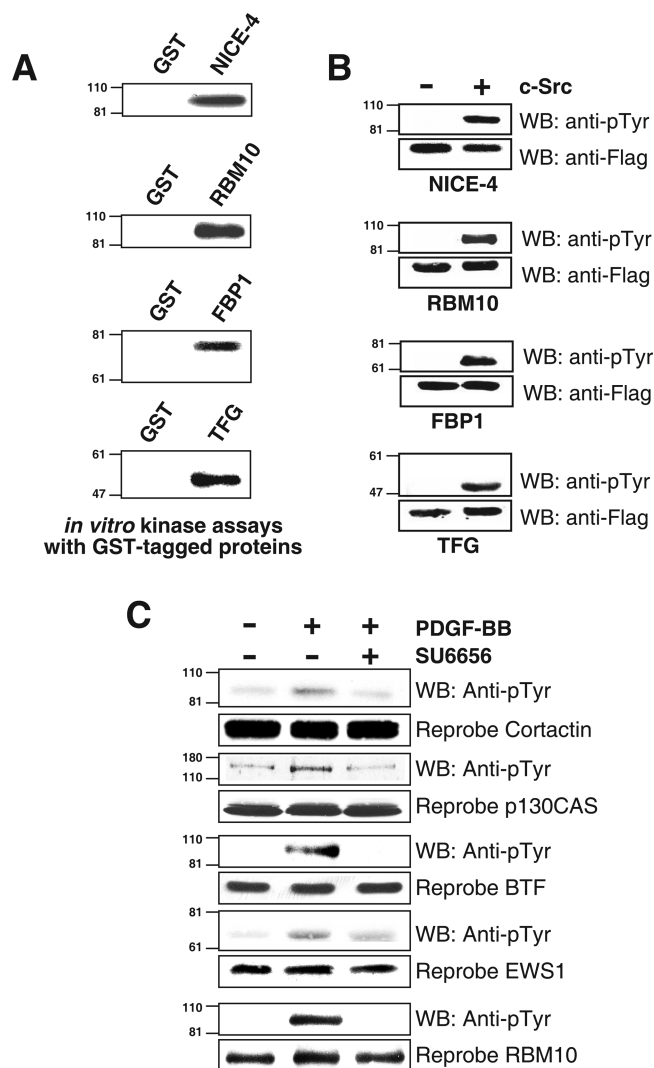 A
GST NICE-4
110
81
GST RBM10
110
81
GST FBP1
81
61
GST TFG
61
47
in vitro kinase assays
with GST-tagged proteins
B
- + c-Src
110
81
WB: anti-pTyr
WB: anti-Flag
NICE-4
110
81
WB: anti-pTyr
WB: anti-Flag
RBM10
81
61
WB: anti-pTyr
WB: anti-Flag
FBP1
61
47
WB: anti-pTyr
WB: anti-Flag
TFG
C
- + + PDGF-BB
- - + SU6656
110
81
WB: Anti-pTyr
Reprobe Cortactin
180
110
WB: Anti-pTyr
Reprobe p130CAS
110
81
WB: Anti-pTyr
Reprobe BTF
81
61
WB: Anti-pTyr
Reprobe EWS1
110
81
WB: Anti-pTyr
Reprobe RBM10